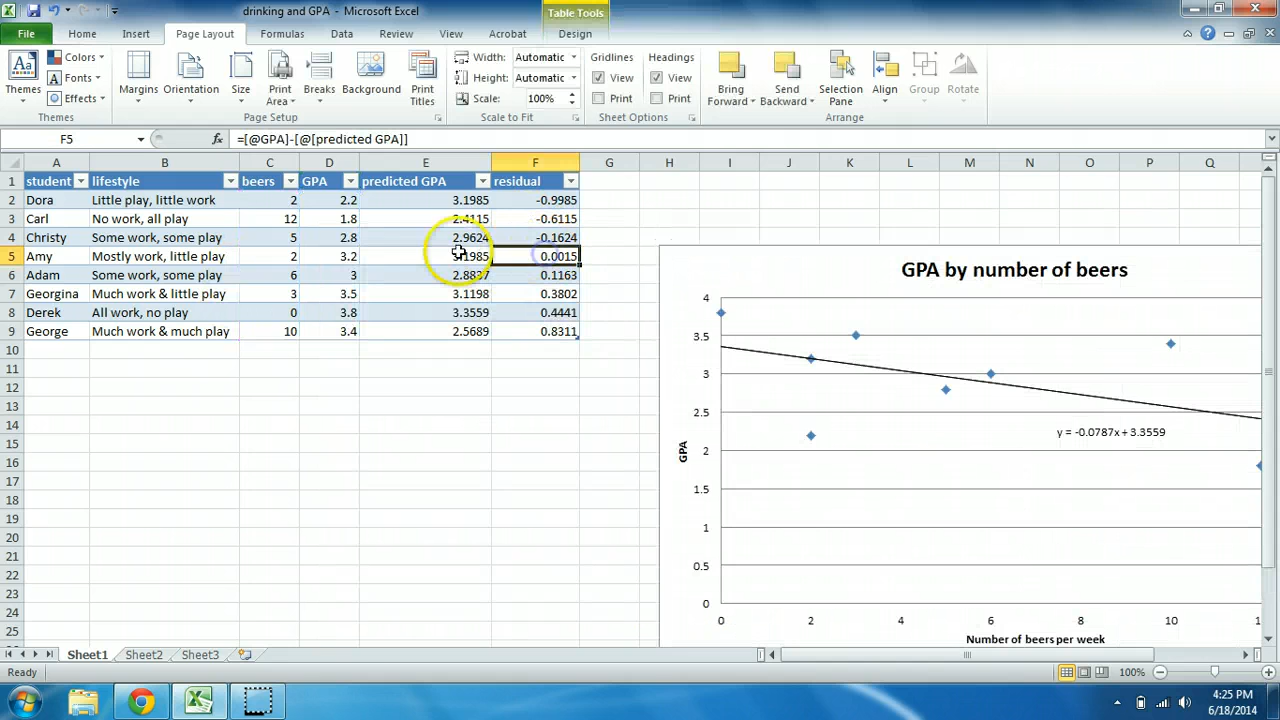 drinking and GPA - Microsoft Excel
Table Tools
File Home Insert Page Layout Formulas Data Review View Acrobat Design
Themes
Colors
Fonts
Effects
Themes
Margins
Orientation
Size
Print Area
Breaks
Background
Print Titles
Page Setup
Width: Automatic
Height: Automatic
Scale: 100%
Scale to Fit
Gridlines
View
Print
Headings
View
Print
Sheet Options
Bring Forward
Send Backward
Selection Pane
Align
Group
Rotate
Arrange
F5 fx =[@GPA]-[@[predicted GPA]]
A B C D E F G H I J K L M N O P Q
1 student lifestyle beers GPA predicted GPA residual
2 Dora Little play, little work 2 2.2 3.1985 -0.9985
3 Carl No work, all play 12 1.8 2.4115 -0.6115
4 Christy Some work, some play 5 2.8 2.9624 -0.1624
5 Amy Mostly work, little play 2 3.2 3.1985 0.0015
6 Adam Some work, some play 6 3 2.8837 0.1163
7 Georgina Much work & little play 3 3.5 3.1198 0.3802
8 Derek All work, no play 0 3.8 3.3559 0.4441
9 George Much work & much play 10 3.4 2.5689 0.8311
10
11
12
13
14
15
16
17
18
19
20
21
22
23
24
25
GPA by number of beers
4
3.5
3
2.5
2
1.5
1
0.5
0
GPA
y = -0.0787x + 3.3559
0 2 4 6 8 10
Number of beers per week
Sheet1 Sheet2 Sheet3
Ready
100%
4:25 PM
6/18/2014